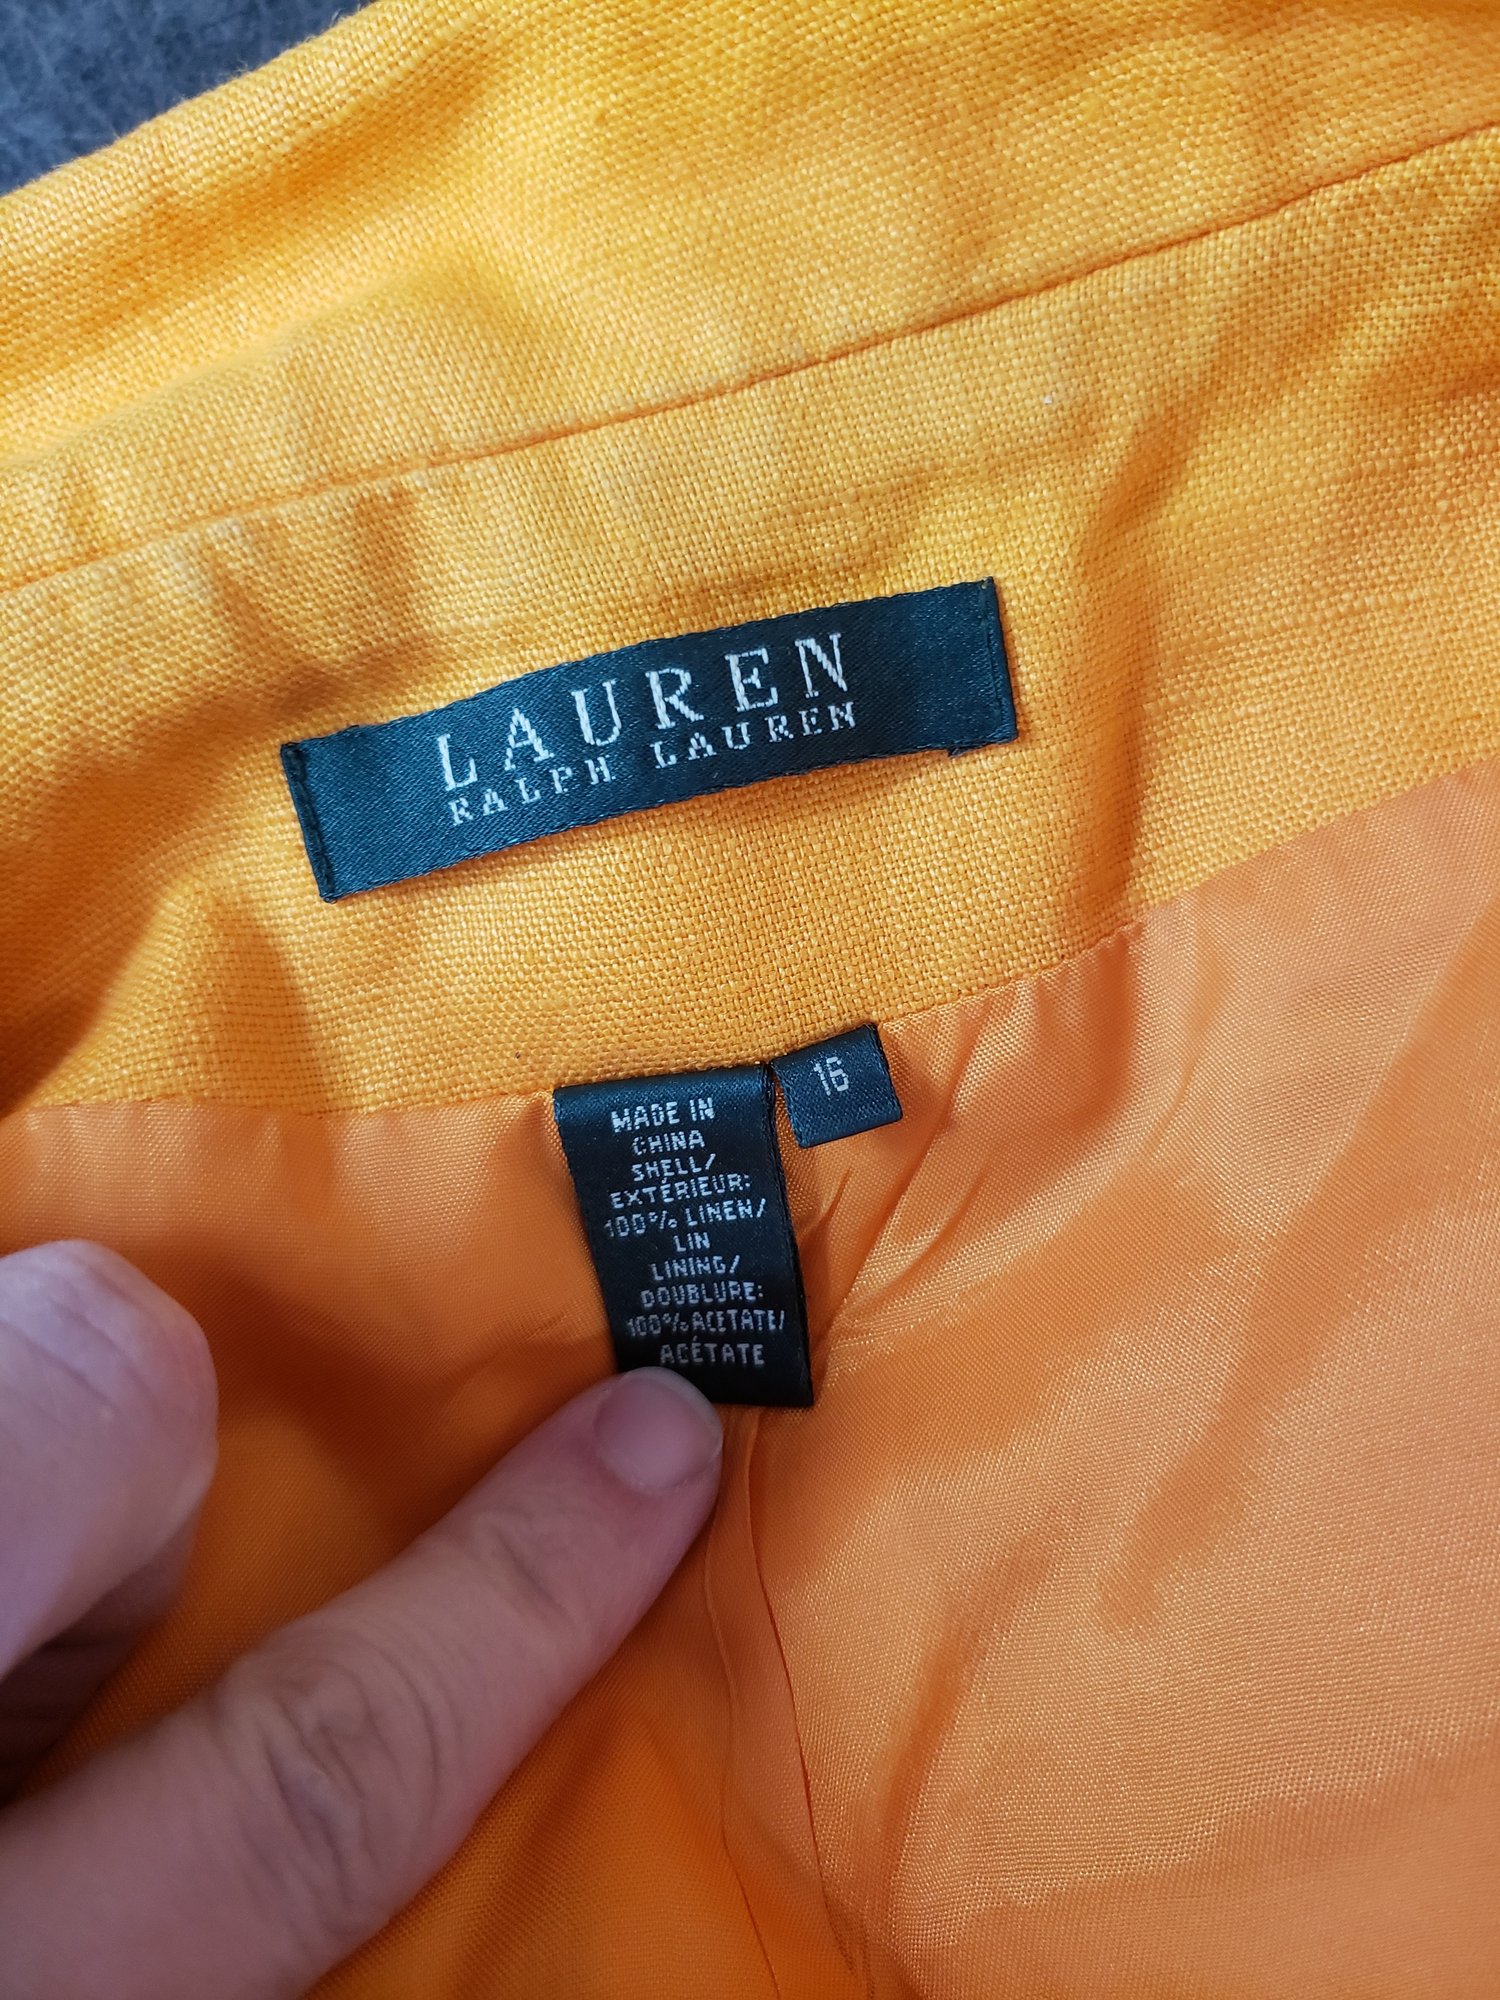 LAUREN
RALPH LAUREN
16
MADE IN
CHINA
SHELL/
EXTÉRIEUR:
100% LINEN/
LIN
LINING/
DOUBLURE:
100% ACETATE/
ACÉTATE